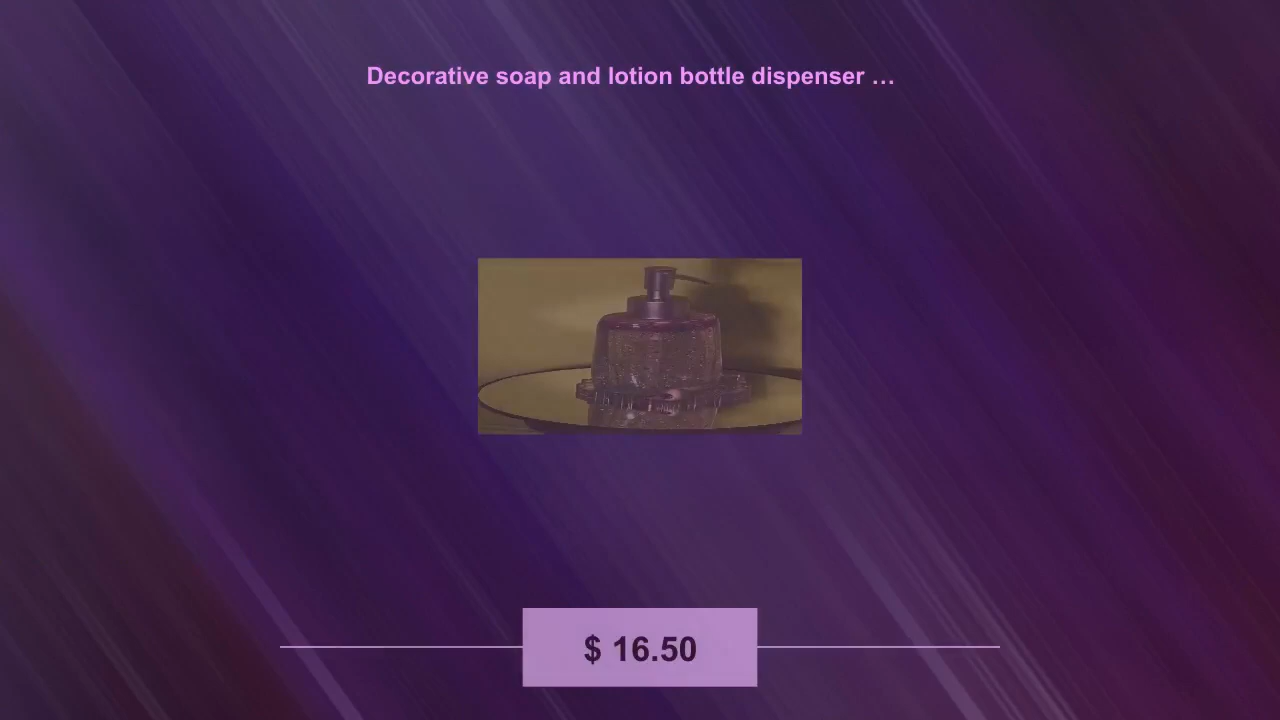 Decorative soap and lotion bottle dispenser …
$ 16.50